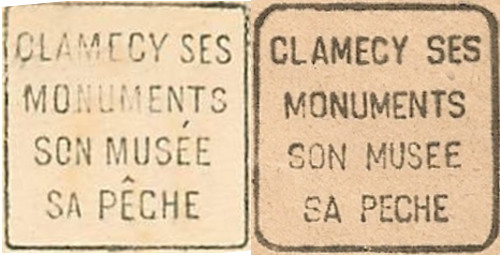 CLAMECY SES
MONUMENTS
SON MUSÉE
SA PÊCHE
CLAMECY SES
MONUMENTS
SON MUSEE
SA PECHE